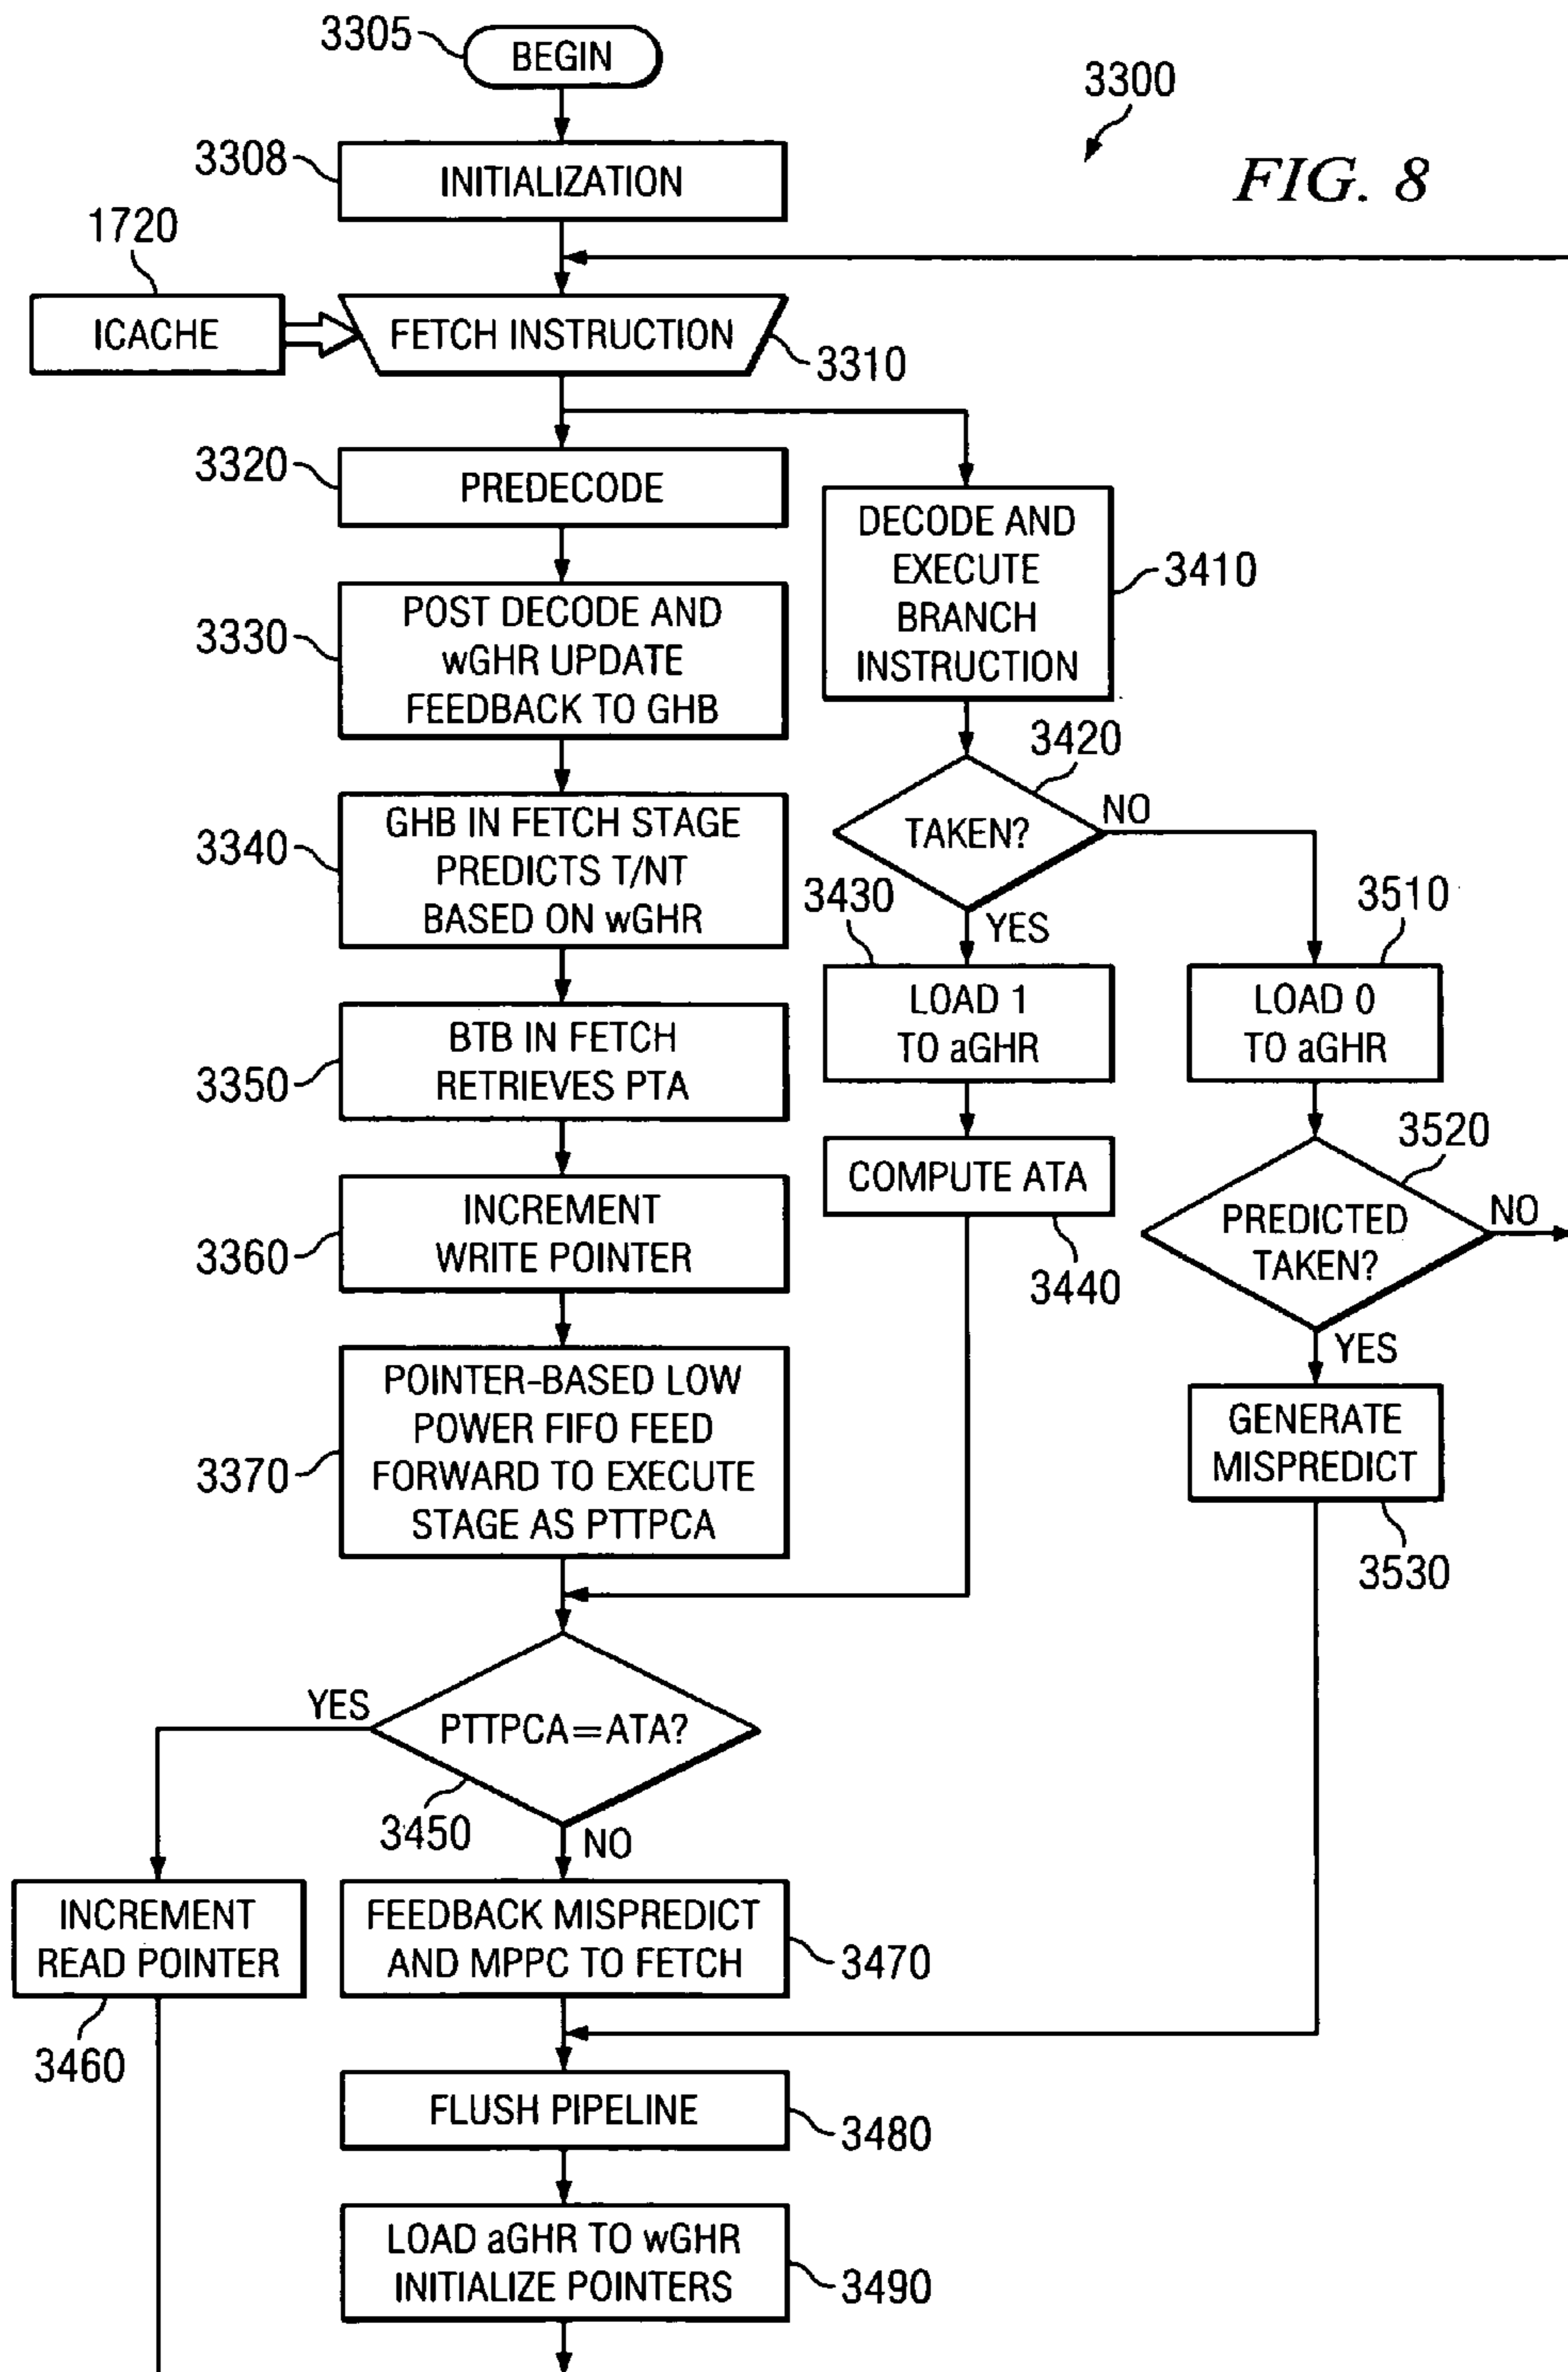 3305
BEGIN
3300
FIG. 8
3308
INITIALIZATION
1720
ICACHE
FETCH INSTRUCTION
3310
3320
PREDECODE
DECODE AND
EXECUTE
BRANCH
INSTRUCTION
3410
3330
POST DECODE AND
wGHR UPDATE
FEEDBACK TO GHB
3420
TAKEN?
NO
YES
3340
GHB IN FETCH STAGE
PREDICTS T/NT
BASED ON wGHR
3430
LOAD 1
TO aGHR
3510
LOAD 0
TO aGHR
3350
BTB IN FETCH
RETRIEVES PTA
COMPUTE ATA
3440
3520
PREDICTED
TAKEN?
NO
YES
3360
INCREMENT
WRITE POINTER
3370
POINTER-BASED LOW
POWER FIFO FEED
FORWARD TO EXECUTE
STAGE AS PTTPCA
GENERATE
MISPREDICT
3530
YES
PTTPCA=ATA?
3450
NO
INCREMENT
READ POINTER
3460
FEEDBACK MISPREDICT
AND MPPC TO FETCH
3470
FLUSH PIPELINE
3480
LOAD aGHR TO wGHR
INITIALIZE POINTERS
3490